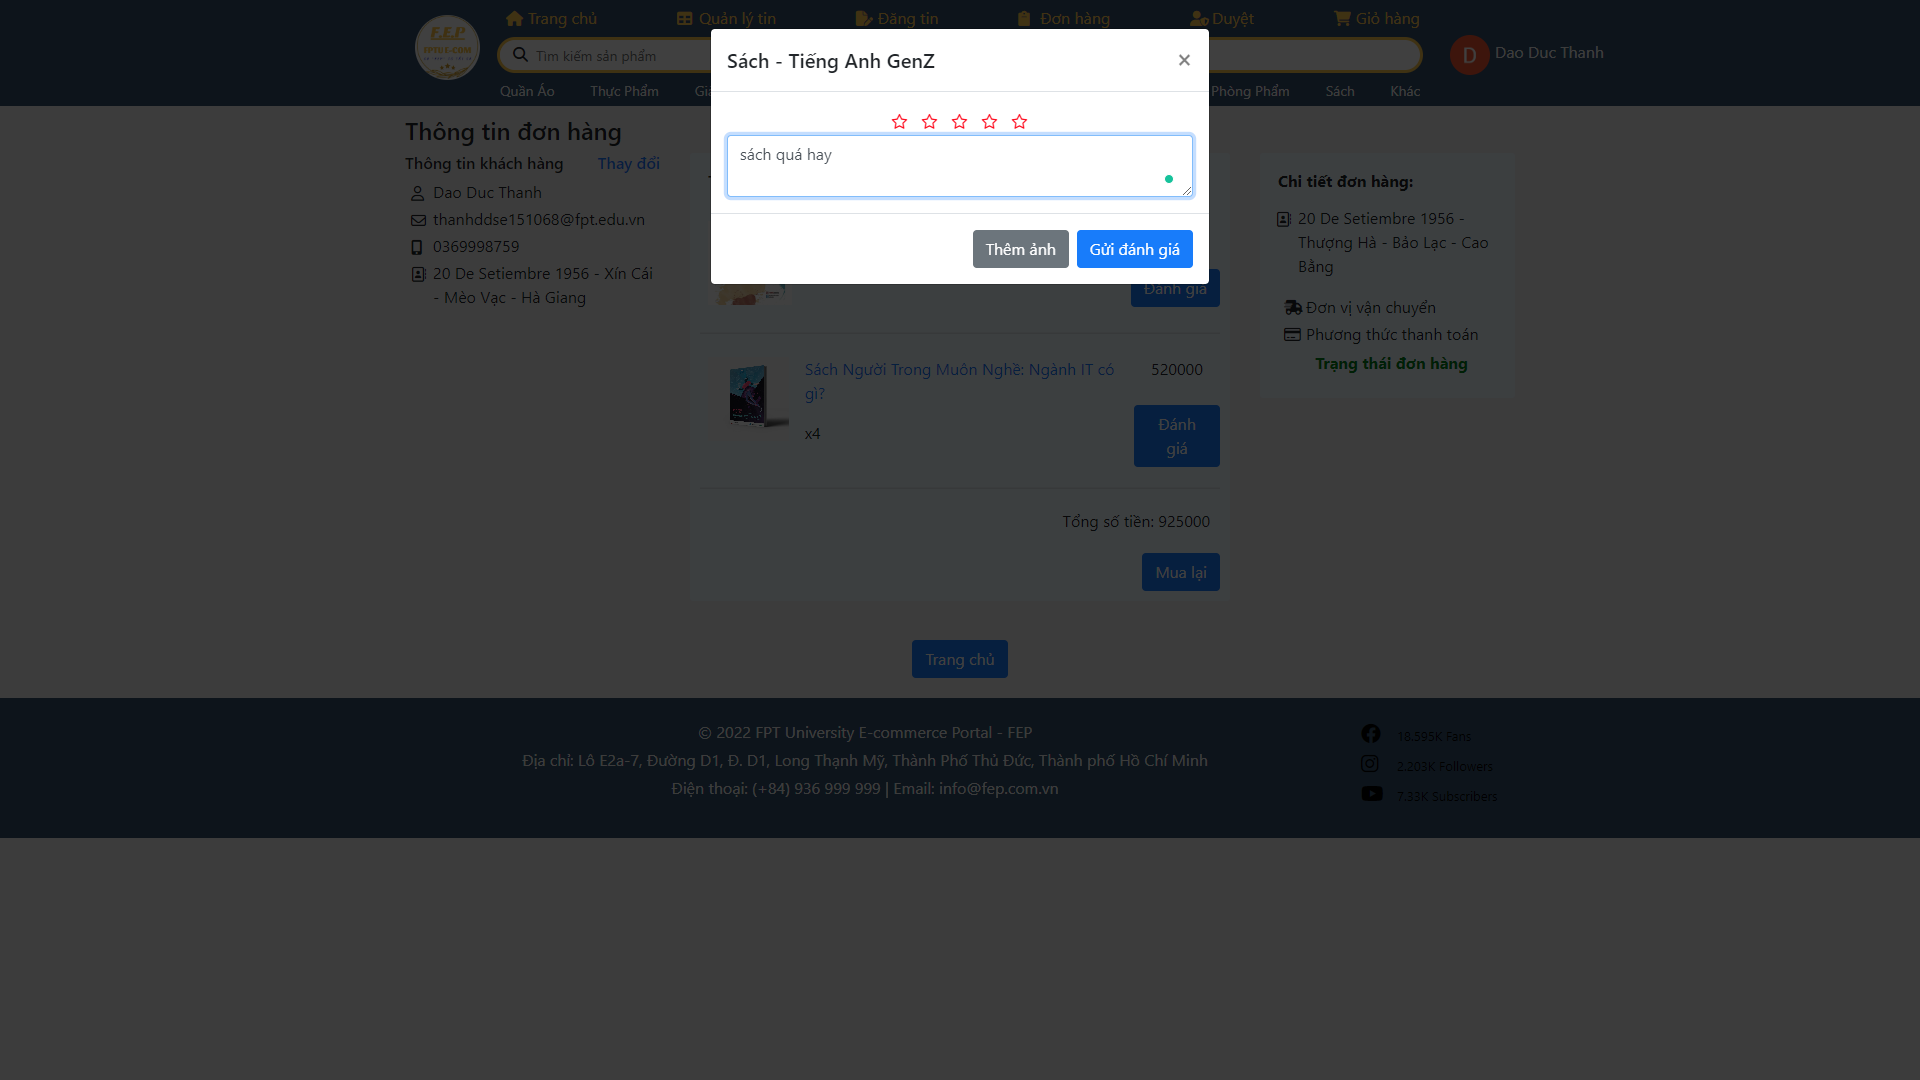 Trang chủ
Quản lý tin
Đăng tin
Đơn hàng
Duyệt
Giỏ hàng
F.E.P
FPTU E-COM
Tìm kiếm sản phẩm
D
Dao Duc Thanh
Quần Áo
Thực Phẩm
Phòng Phẩm
Sách
Khác
Sách - Tiếng Anh GenZ
×
sách quá hay
Thêm ảnh
Gửi đánh giá
Thông tin đơn hàng
Thông tin khách hàng
Thay đổi
Dao Duc Thanh
thanhddse151068@fpt.edu.vn
0369998759
20 De Setiembre 1956 - Xín Cái
- Mèo Vạc - Hà Giang
Đánh giá
Sách Người Trong Muôn Nghề: Ngành IT có
gì?
x4
520000
Đánh
giá
Tổng số tiền: 925000
Mua lại
Chi tiết đơn hàng:
20 De Setiembre 1956 -
Thượng Hà - Bảo Lạc - Cao
Bằng
Đơn vị vận chuyển
Phương thức thanh toán
Trạng thái đơn hàng
Trang chủ
© 2022 FPT University E-commerce Portal - FEP
Địa chỉ: Lô E2a-7, Đường D1, Đ. D1, Long Thạnh Mỹ, Thành Phố Thủ Đức, Thành phố Hồ Chí Minh
Điện thoại: (+84) 936 999 999 | Email: info@fep.com.vn
18.595K Fans
2.203K Followers
7.33K Subscribers